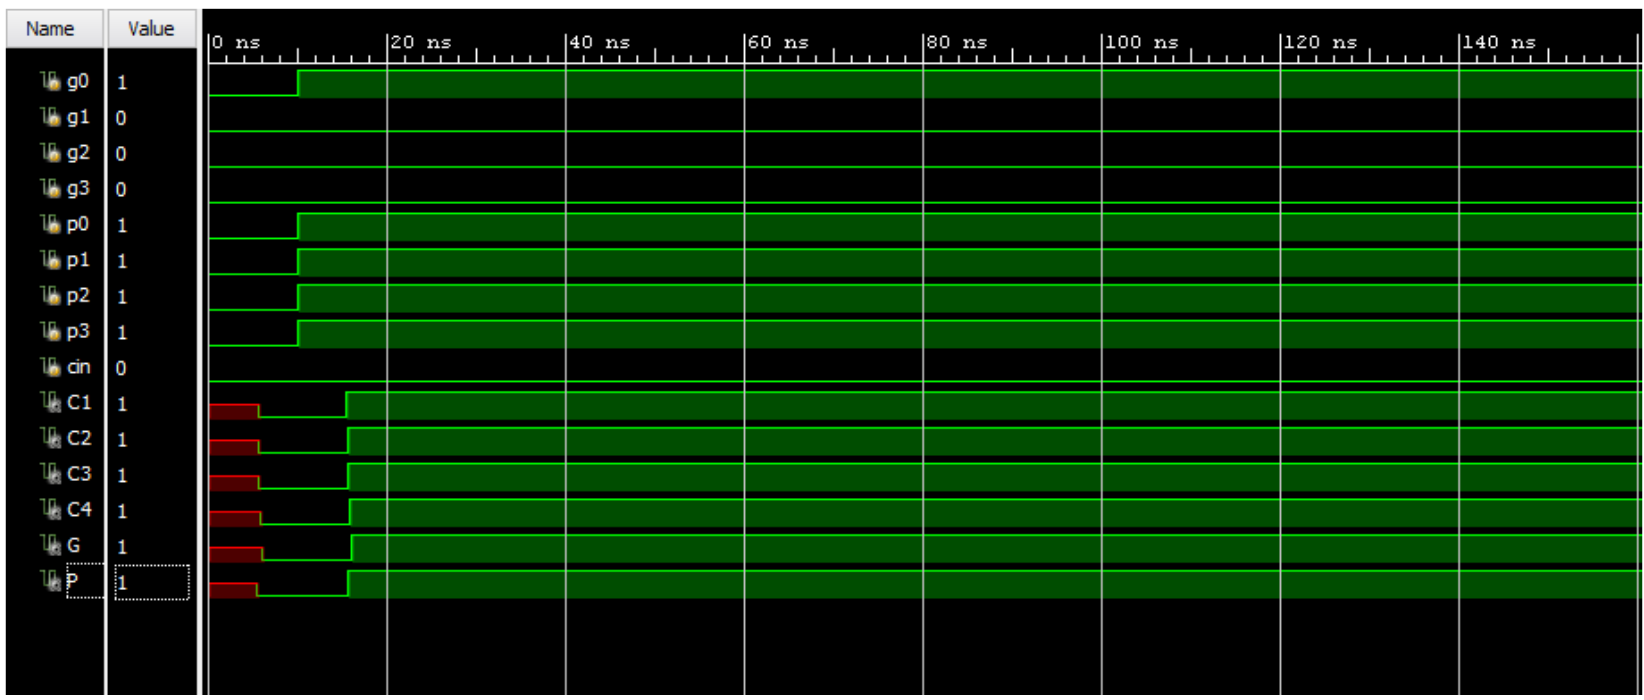 Name Value
0 ns 20 ns 40 ns 60 ns 80 ns 100 ns 120 ns 140 ns
g0 1
g1 0
g2 0
g3 0
p0 1
p1 1
p2 1
p3 1
cin 0
C1 1
C2 1
C3 1
C4 1
G 1
P 1